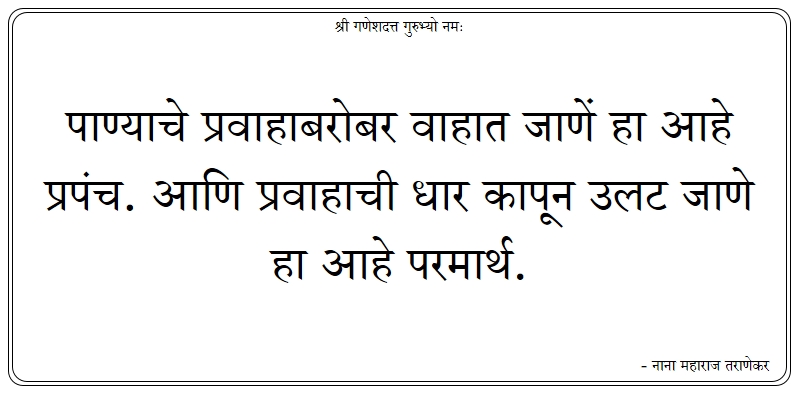 श्री गणेशदत्त गुरुभ्यो नमः
पाण्याचे प्रवाहाबरोबर वाहात जाणें हा आहे
प्रपंच. आणि प्रवाहाची धार कापून उलट जाणे
हा आहे परमार्थ.
- नाना महाराज तराणेकर